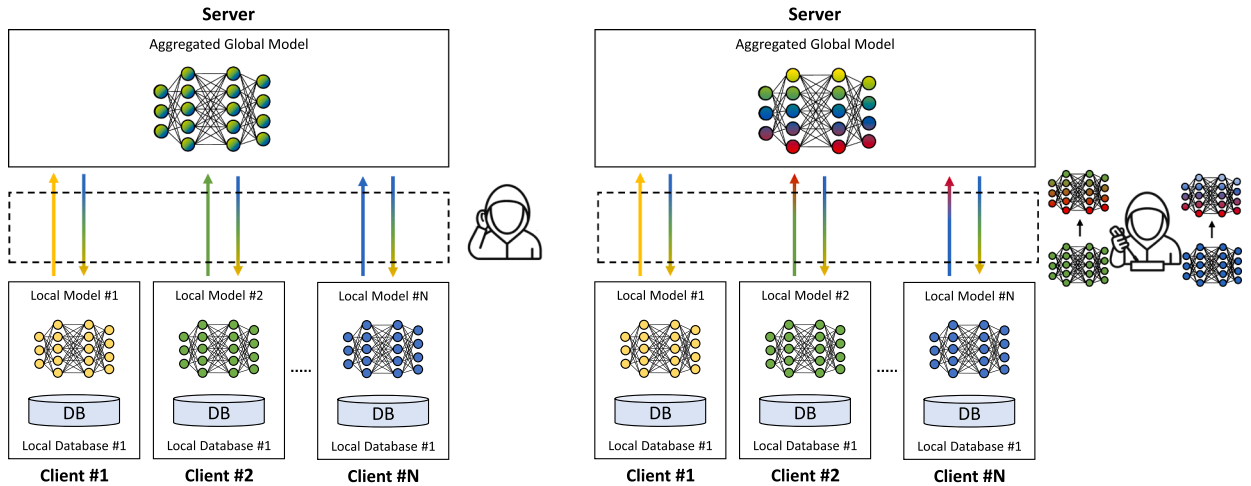 Server
Aggregated Global Model
Local Model #1
Local Model #2
Local Model #N
.....
DB
DB
DB
Local Database #1
Local Database #1
Local Database #1
Client #1
Client #2
Client #N
Server
Aggregated Global Model
Local Model #1
Local Model #2
Local Model #N
.....
DB
DB
DB
Local Database #1
Local Database #1
Local Database #1
Client #1
Client #2
Client #N